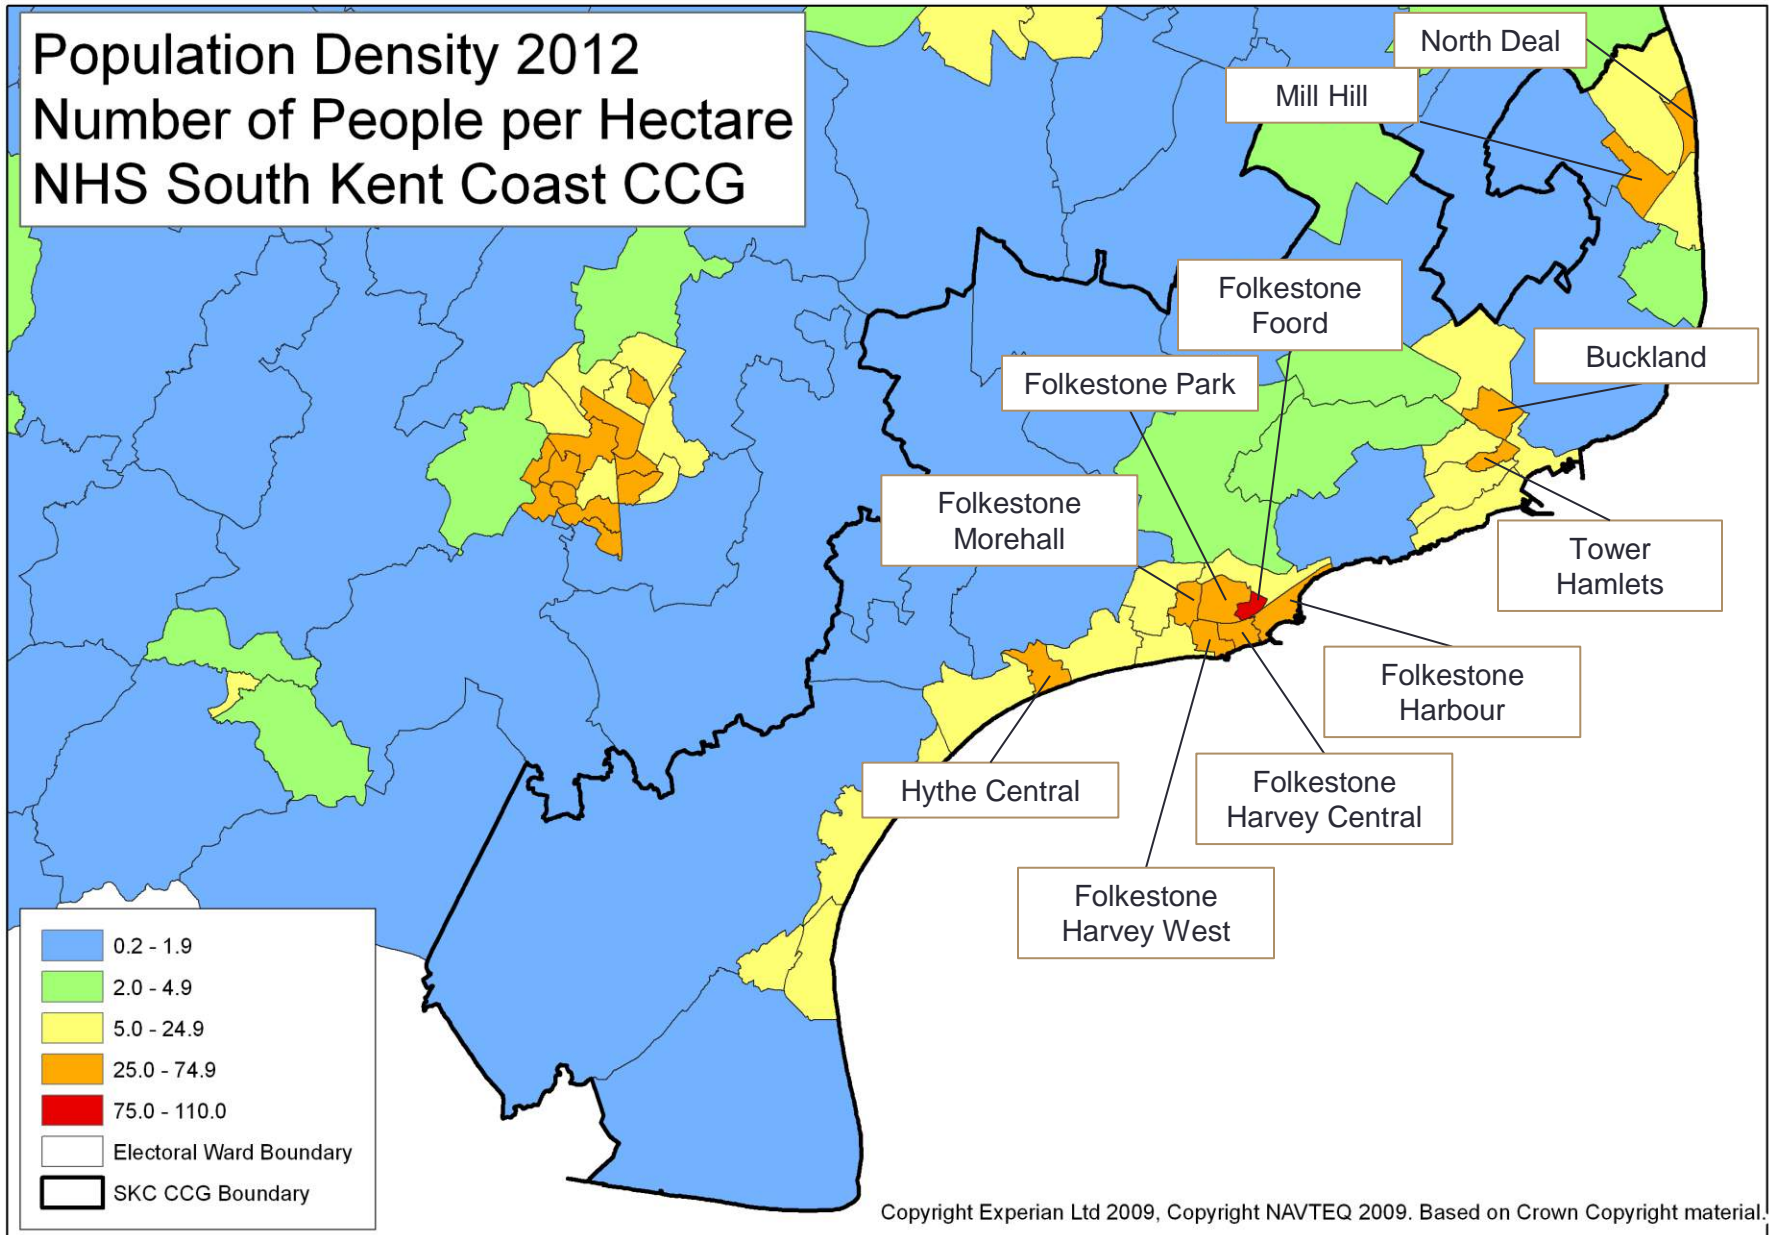 Population Density 2012
Number of People per Hectare
NHS South Kent Coast CCG
North Deal
Mill Hill
Folkestone
Foord
Buckland
Folkestone Park
Folkestone
Morehall
Tower
Hamlets
Folkestone
Harbour
Hythe Central
Folkestone
Harvey Central
Folkestone
Harvey West
0.2 - 1.9
2.0 - 4.9
5.0 - 24.9
25.0 - 74.9
75.0 - 110.0
Electoral Ward Boundary
SKC CCG Boundary
Copyright Experian Ltd 2009, Copyright NAVTEQ 2009. Based on Crown Copyright material.